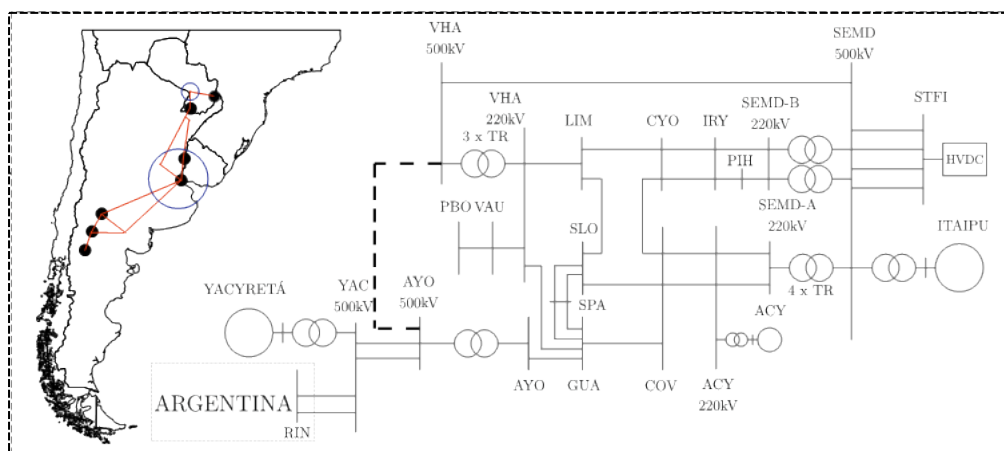 VHA
500kV
SEMD
500kV
VHA
220kV
3 x TR
LIM
CYO
IRY
SEMD-B
220kV
STFI
PIH
HVDC
SEMD-A
220kV
PBO VAU
SLO
ITAIPU
YACYRETÁ
YAC
500kV
AYO
500kV
SPA
4 x TR
ACY
ARGENTINA
RIN
AYO
GUA
COV
ACY
220kV